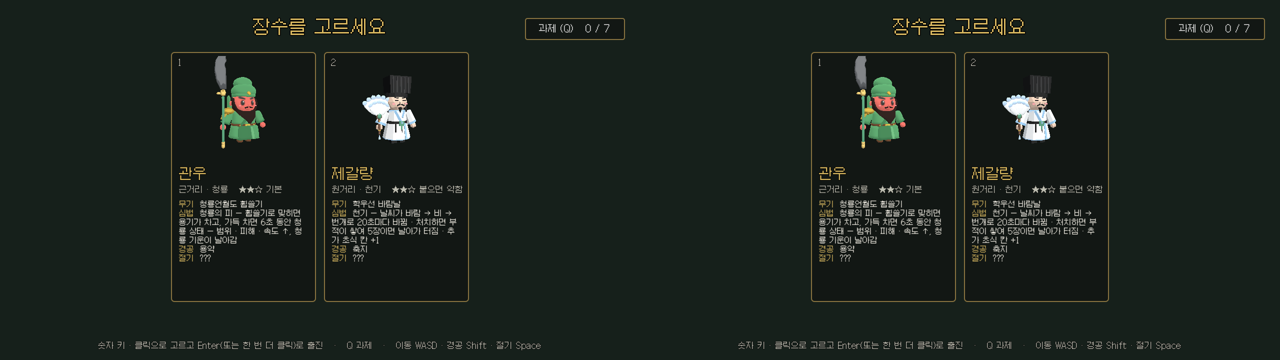 장수를 고르세요
과제 (Q) 0 / 7
1
관우
근거리 · 청룡 ★★☆ 기본
무기 청룡언월도 휩쓸기
심법 청룡의 피 — 휩쓸기로 맞히면
용기가 차고, 가득 차면 6초 동안 청
룡 상태 — 범위 · 피해 · 속도 ↑, 청
룡 기운이 날아감
경공 용약
절기 ???
2
제갈량
원거리 · 천기 ★★☆ 붙으면 약함
무기 학우선 바람날
심법 천기 — 날씨가 바람 → 비 →
번개로 20초마다 바뀜 · 처치하면 부
적이 쌓여 5장이면 날씨가 터짐 · 추
가 초식 칸 +1
경공 축지
절기 ???
숫자 키 · 클릭으로 고르고 Enter(또는 한 번 더 클릭)로 출진 · Q 과제 · 이동 WASD · 경공 Shift · 절기 Space
장수를 고르세요
과제 (Q) 0 / 7
1
관우
근거리 · 청룡 ★★☆ 기본
무기 청룡언월도 휩쓸기
심법 청룡의 피 — 휩쓸기로 맞히면
용기가 차고, 가득 차면 6초 동안 청
룡 상태 — 범위 · 피해 · 속도 ↑, 청
룡 기운이 날아감
경공 용약
절기 ???
2
제갈량
원거리 · 천기 ★★☆ 붙으면 약함
무기 학우선 바람날
심법 천기 — 날씨가 바람 → 비 →
번개로 20초마다 바뀜 · 처치하면 부
적이 쌓여 5장이면 날씨가 터짐 · 추
가 초식 칸 +1
경공 축지
절기 ???
숫자 키 · 클릭으로 고르고 Enter(또는 한 번 더 클릭)로 출진 · Q 과제 · 이동 WASD · 경공 Shift · 절기 Space